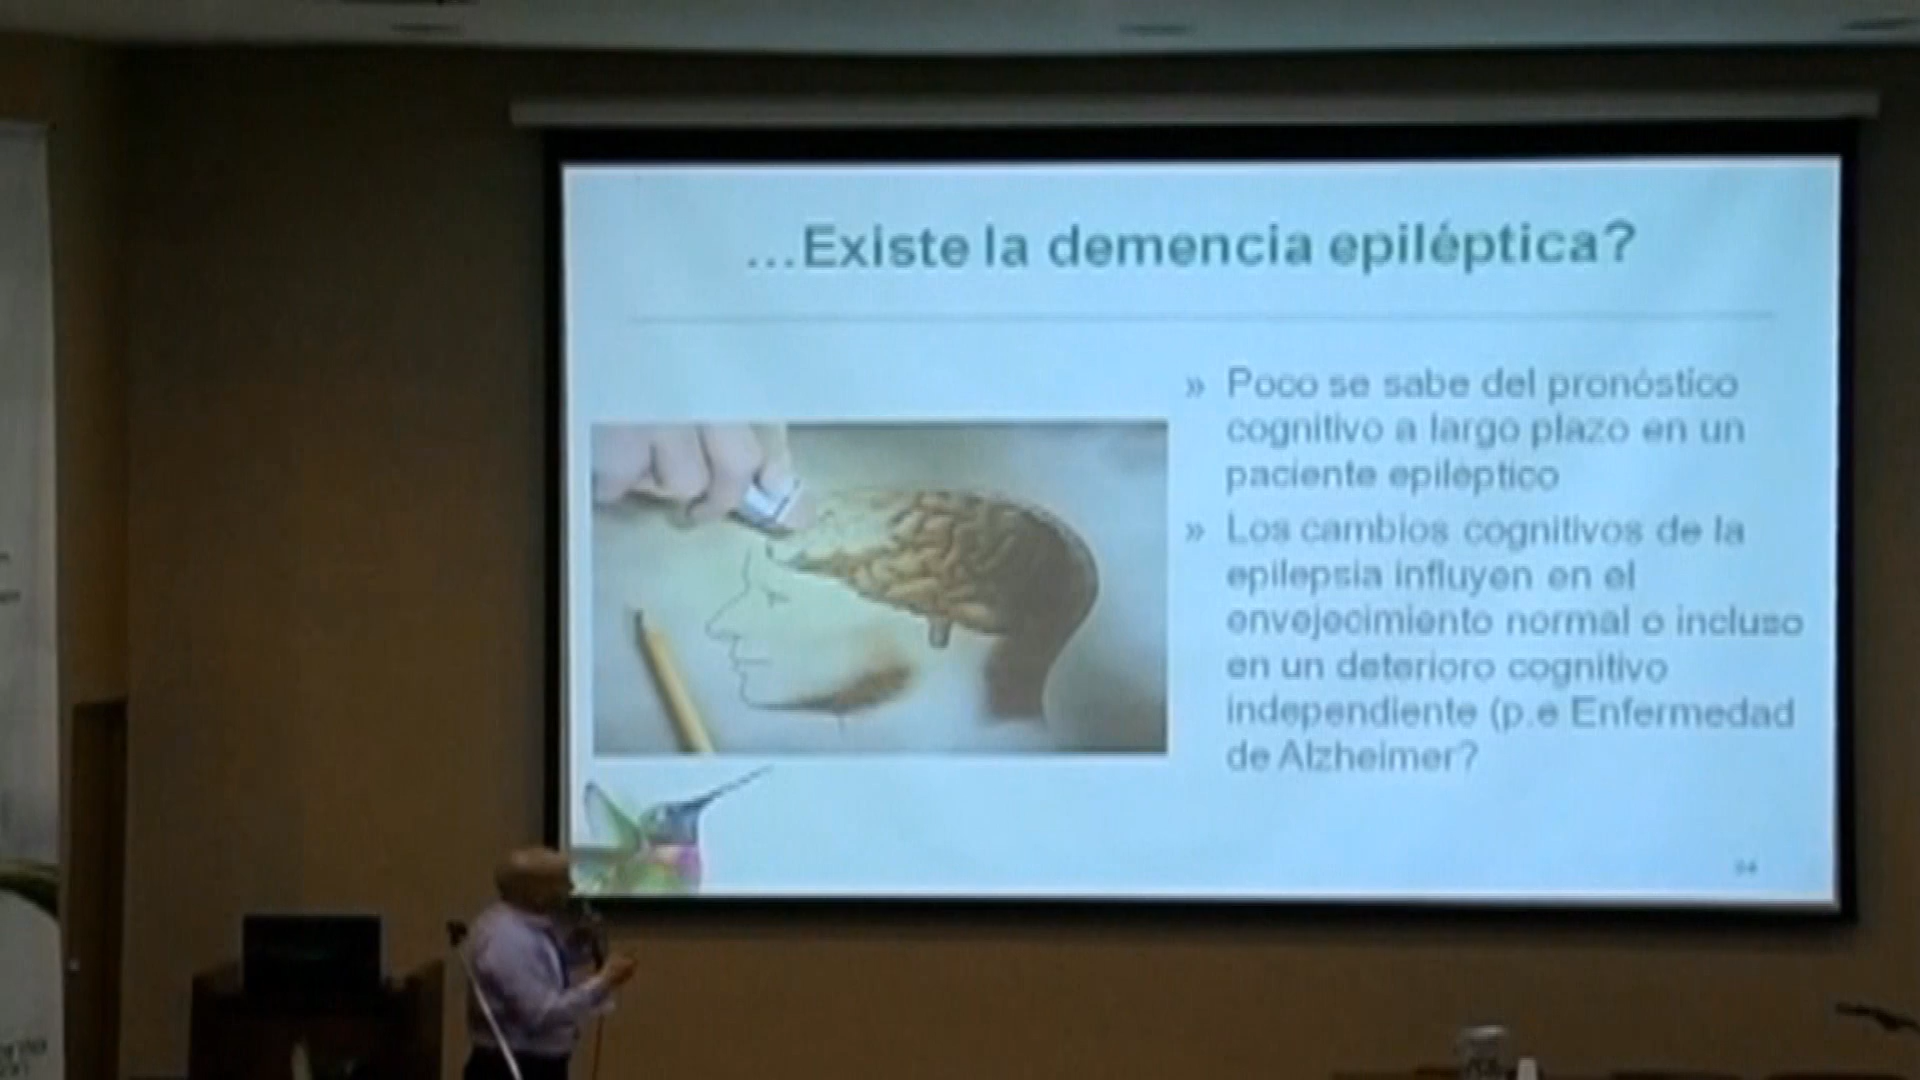 ...Existe la demencia epiléptica?
» Poco se sabe del pronóstico
cognitivo a largo plazo en un
paciente epiléptico
» Los cambios cognitivos de la
epilepsia influyen en el
envejecimiento normal o incluso
en un deterioro cognitivo
independiente (p.e Enfermedad
de Alzheimer?